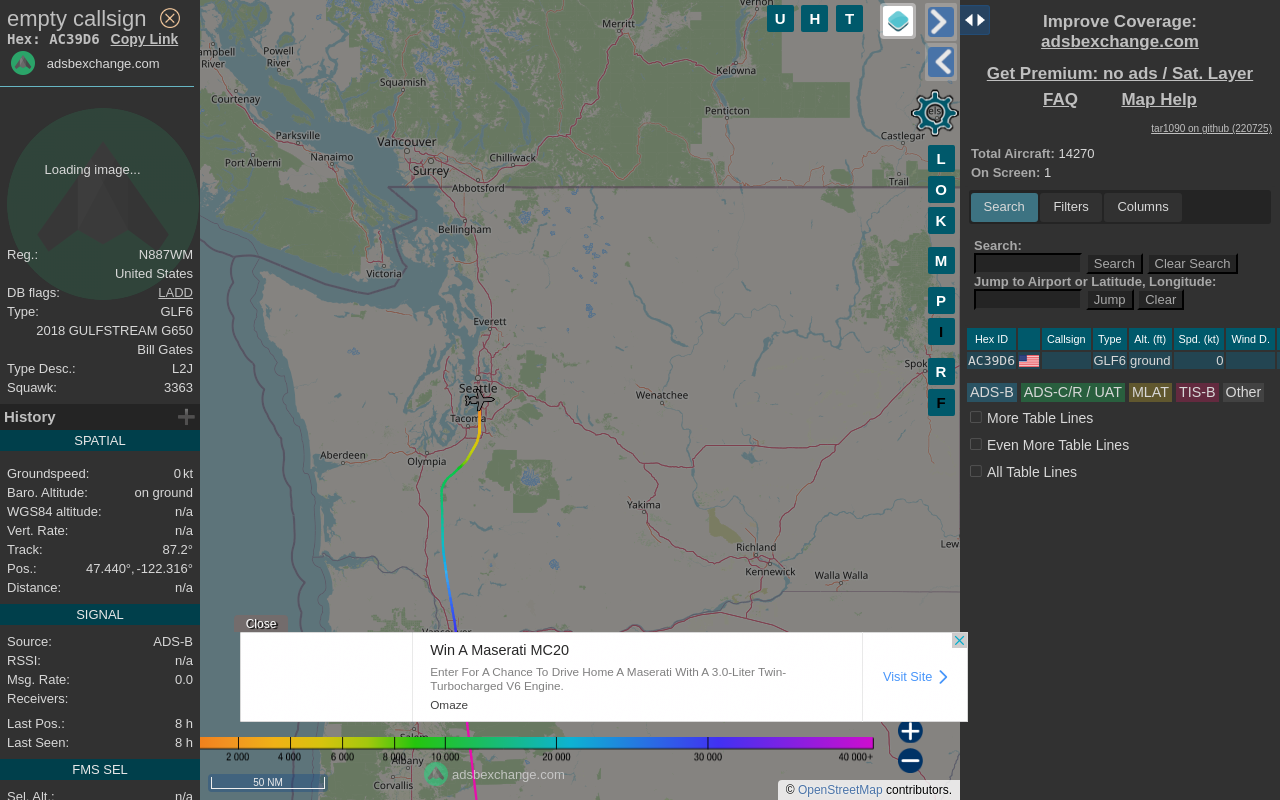 empty callsign
Hex: AC39D6 Copy Link
adsbexchange.com
Loading image...
Reg.: N887WM
United States
DB flags: LADD
Type: GLF6
2018 GULFSTREAM G650
Bill Gates
Type Desc.: L2J
Squawk: 3363
History
SPATIAL
Groundspeed: 0 kt
Baro. Altitude: on ground
WGS84 altitude: n/a
Vert. Rate: n/a
Track: 87.2°
Pos.: 47.440°, -122.316°
Distance: n/a
SIGNAL
Source: ADS-B
RSSI: n/a
Msg. Rate: 0.0
Receivers:
Last Pos.: 8 h
Last Seen: 8 h
FMS SEL
Sel. Alt.: n/a
Merritt
Vernon
Powell
River
Campbell
River
Squamish
Kelowna
Courtenay
Penticton
Parksville
Vancouver
Castlegar
Nanaimo
Chilliwack
Port Alberni
Surrey
Trail
Abbotsford
Bellingham
Victoria
Everett
Seattle
Wenatchee
Tacoma
Aberdeen
Olympia
Yakima
Richland
Kennewick
Walla Walla
Vancouver
Salem
Albany
Corvallis
U H T
L
O
K
M
P
I
R
F
Close
Win A Maserati MC20
Enter For A Chance To Drive Home A Maserati With A 3.0-Liter Twin-
Turbocharged V6 Engine.
Omaze
Visit Site
2 000 4 000 6 000 8 000 10 000 20 000 30 000 40 000+
adsbexchange.com
50 NM
© OpenStreetMap contributors.
Improve Coverage:
adsbexchange.com
Get Premium: no ads / Sat. Layer
FAQ Map Help
tar1090 on github (220725)
Total Aircraft: 14270
On Screen: 1
Search Filters Columns
Search:
Search Clear Search
Jump to Airport or Latitude, Longitude:
Jump Clear
Hex ID Callsign Type Alt. (ft) Spd. (kt) Wind D.
AC39D6 GLF6 ground 0
ADS-B ADS-C/R / UAT MLAT TIS-B Other
More Table Lines
Even More Table Lines
All Table Lines